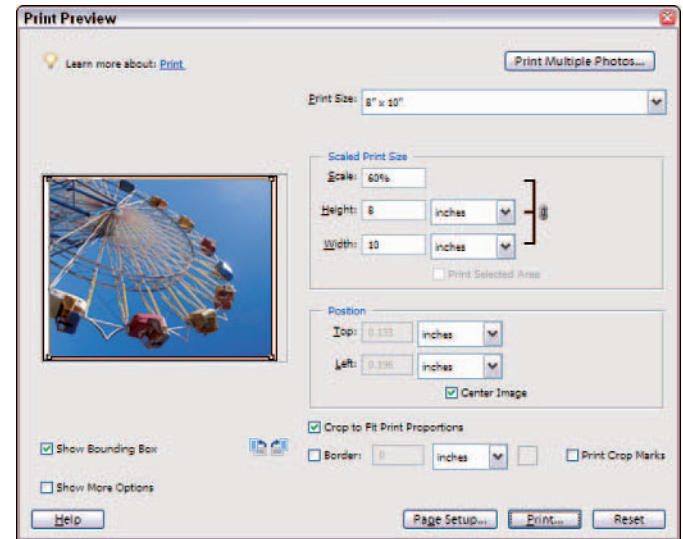 Print Preview
Learn more about: Print
Print Multiple Photos...
Print Size: 8" x 10"
Scaled Print Size
Scale: 60%
Height: 8 inches
Width: 10 inches
Print Selected Area
Position
Top: 0.133 inches
Left: 0.196 inches
Center Image
Crop to Fit Print Proportions
Show Bounding Box
Border: 0 inches
Print Crop Marks
Show More Options
Help
Page Setup...
Print...
Reset